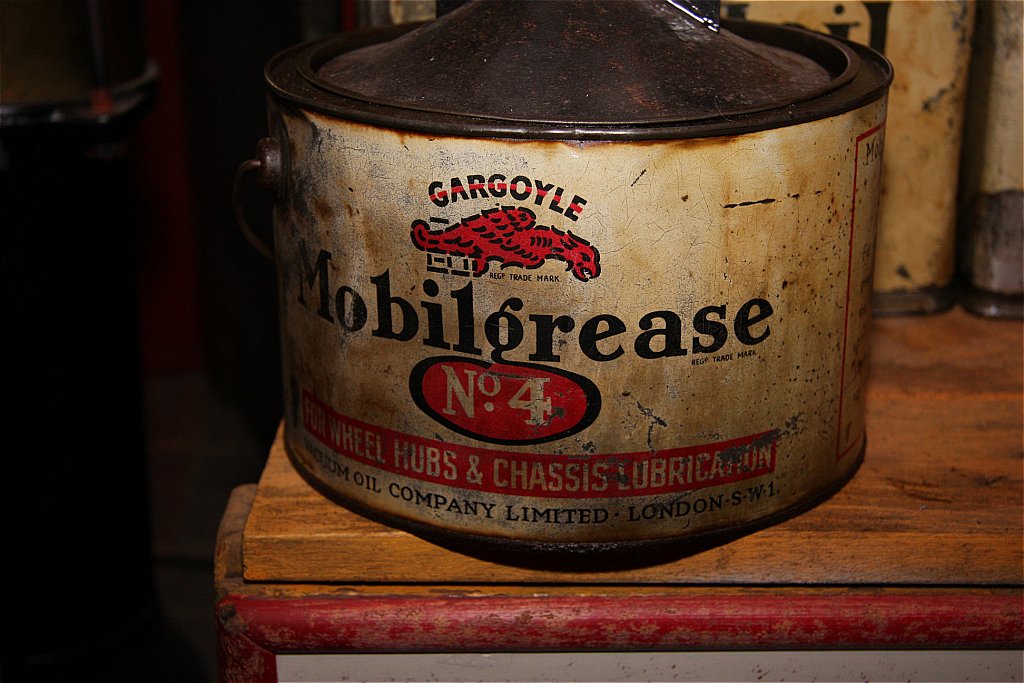 GARGOYLE
REGD TRADE MARK
Mobilgrease
REGD TRADE MARK
No. 4
FOR WHEEL HUBS & CHASSIS LUBRICATION
VACUUM OIL COMPANY LIMITED · LONDON · S·W·1.